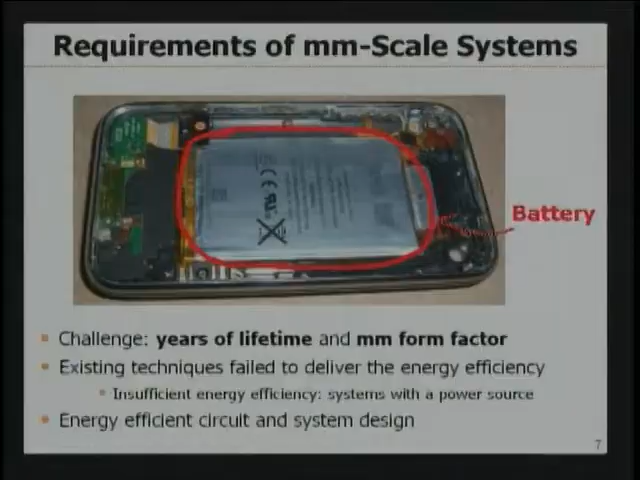 Requirements of mm-Scale Systems
Battery
Challenge: years of lifetime and mm form factor
Existing techniques failed to deliver the energy efficiency
Insufficient energy efficiency: systems with a power source
Energy efficient circuit and system design
7